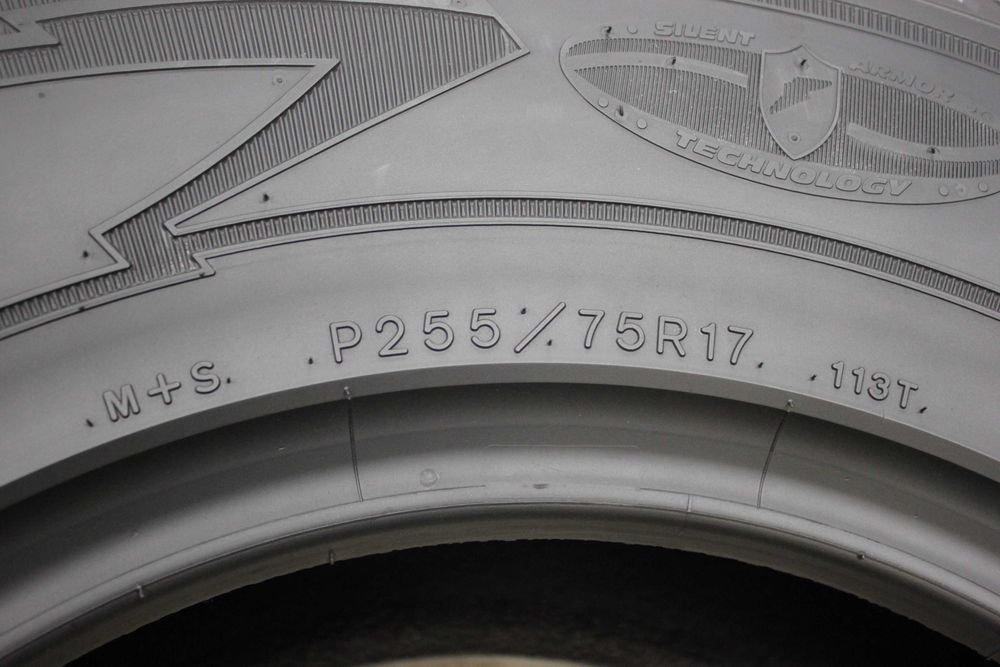 SILENT
ARMOR
TECHNOLOGY
M+S P255/75R17 113T